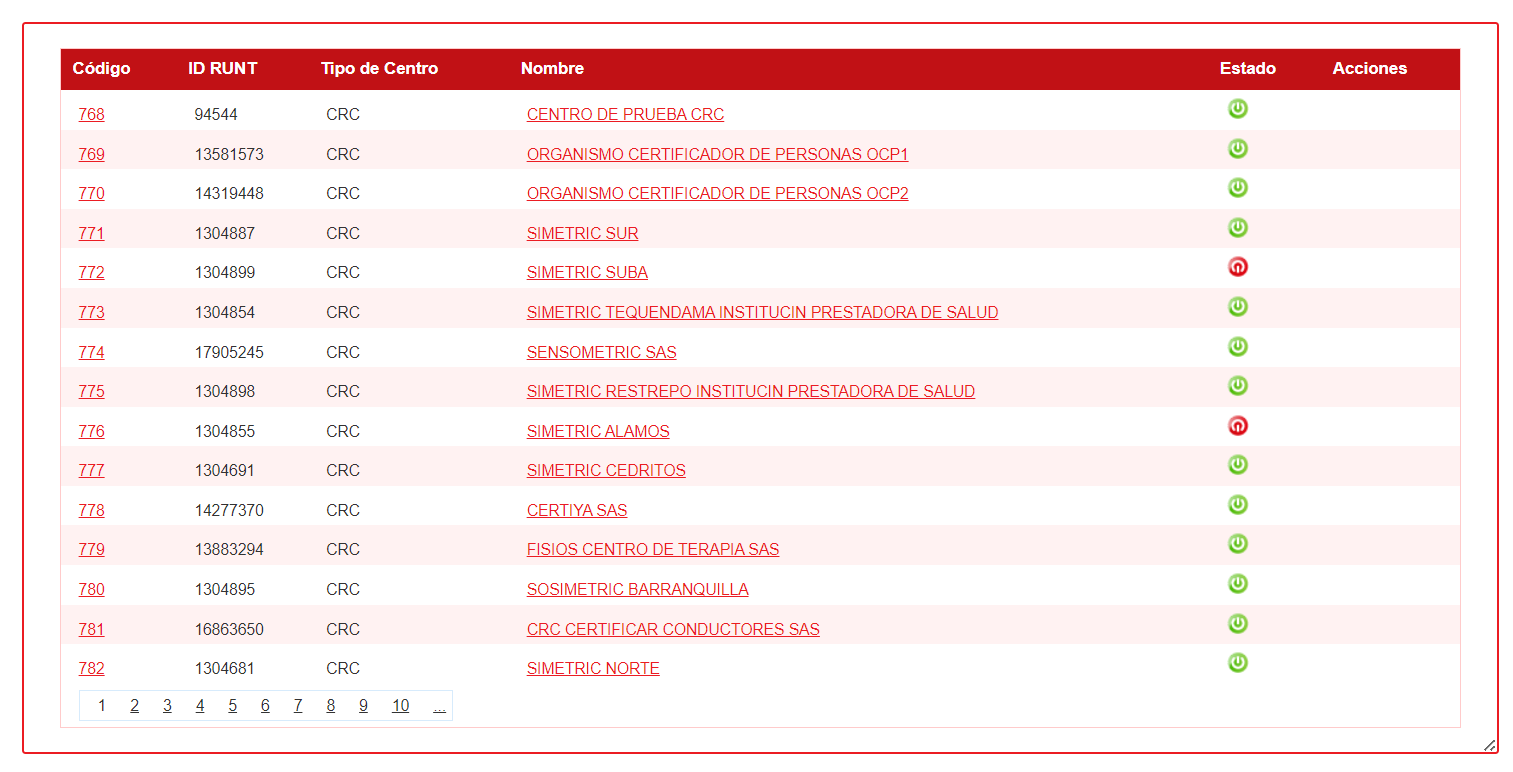 Código ID RUNT Tipo de Centro Nombre Estado Acciones
768 94544 CRC CENTRO DE PRUEBA CRC
769 13581573 CRC ORGANISMO CERTIFICADOR DE PERSONAS OCP1
770 14319448 CRC ORGANISMO CERTIFICADOR DE PERSONAS OCP2
771 1304887 CRC SIMETRIC SUR
772 1304899 CRC SIMETRIC SUBA
773 1304854 CRC SIMETRIC TEQUENDAMA INSTITUCIN PRESTADORA DE SALUD
774 17905245 CRC SENSOMETRIC SAS
775 1304898 CRC SIMETRIC RESTREPO INSTITUCIN PRESTADORA DE SALUD
776 1304855 CRC SIMETRIC ALAMOS
777 1304691 CRC SIMETRIC CEDRITOS
778 14277370 CRC CERTIYA SAS
779 13883294 CRC FISIOS CENTRO DE TERAPIA SAS
780 1304895 CRC SOSIMETRIC BARRANQUILLA
781 16863650 CRC CRC CERTIFICAR CONDUCTORES SAS
782 1304681 CRC SIMETRIC NORTE
1 2 3 4 5 6 7 8 9 10 ...